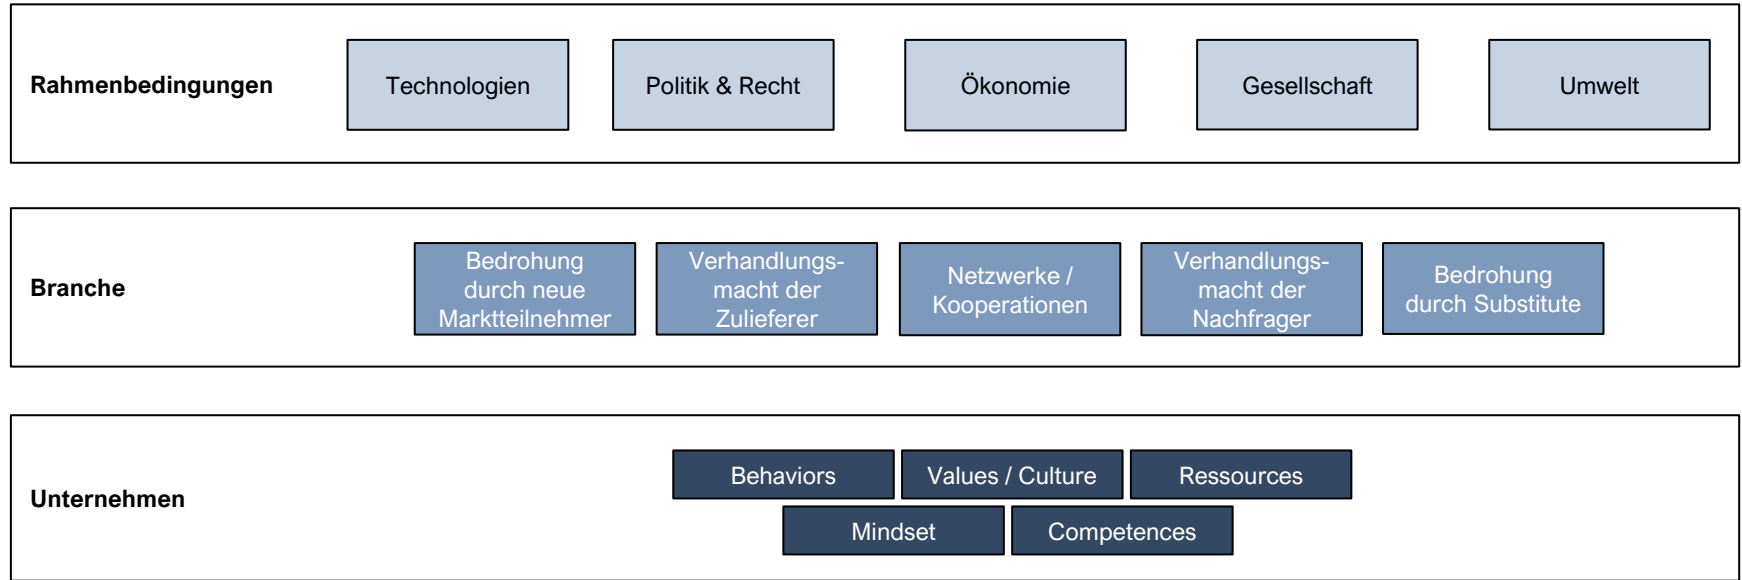 Rahmenbedingungen
Technologien
Politik & Recht
Ökonomie
Gesellschaft
Umwelt
Branche
Bedrohung
durch neue
Marktteilnehmer
Verhandlungs-
macht der
Zulieferer
Netzwerke /
Kooperationen
Verhandlungs-
macht der
Nachfrager
Bedrohung
durch Substitute
Unternehmen
Behaviors
Values / Culture
Ressources
Mindset
Competences